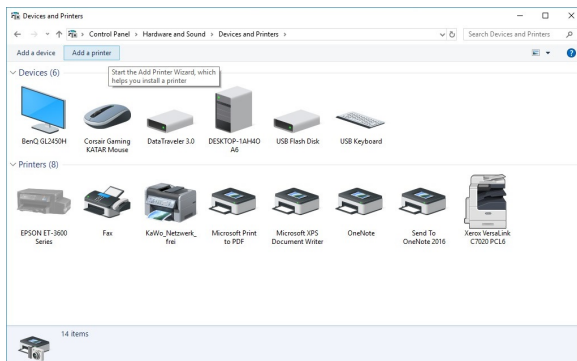 Devices and Printers
Control Panel > Hardware and Sound > Devices and Printers >
Search Devices and Printers
Add a device
Add a printer
Start the Add Printer Wizard, which
helps you install a printer
Devices (6)
BenQ GL2450H
Corsair Gaming
KATAR Mouse
DataTraveler 3.0
DESKTOP-1AH4O
A6
USB Flash Disk
USB Keyboard
Printers (8)
EPSON ET-3600
Series
Fax
KaWo_Netzwerk_
frei
Microsoft Print
to PDF
Microsoft XPS
Document Writer
OneNote
Send To
OneNote 2016
Xerox VersaLink
C7020 PCL6
14 items